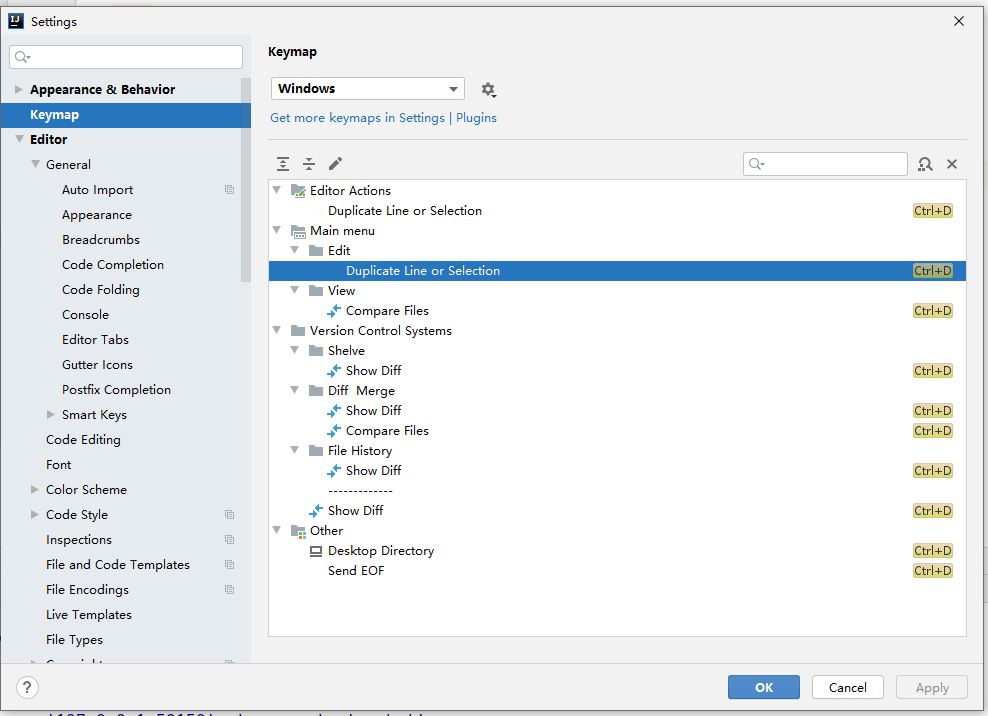 IJ
Settings
Appearance & Behavior
Keymap
Editor
General
Auto Import
Appearance
Breadcrumbs
Code Completion
Code Folding
Console
Editor Tabs
Gutter Icons
Postfix Completion
Smart Keys
Code Editing
Font
Color Scheme
Code Style
Inspections
File and Code Templates
File Encodings
Live Templates
File Types
Keymap
Windows
Get more keymaps in Settings | Plugins
Editor Actions
Duplicate Line or Selection Ctrl+D
Main menu
Edit
Duplicate Line or Selection Ctrl+D
View
Compare Files Ctrl+D
Version Control Systems
Shelve
Show Diff Ctrl+D
Diff Merge
Show Diff Ctrl+D
Compare Files Ctrl+D
File History
Show Diff Ctrl+D
-------------
Show Diff Ctrl+D
Other
Desktop Directory Ctrl+D
Send EOF Ctrl+D
?
OK Cancel Apply